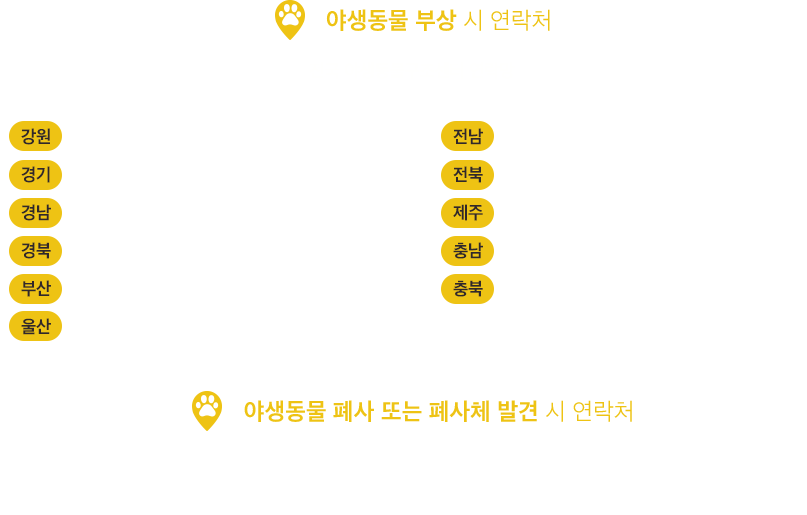 야생동물 부상 시 연락처
강원
경기
경남
경북
부산
울산
전남
전북
제주
충남
충북
야생동물 폐사 또는 폐사체 발견 시 연락처